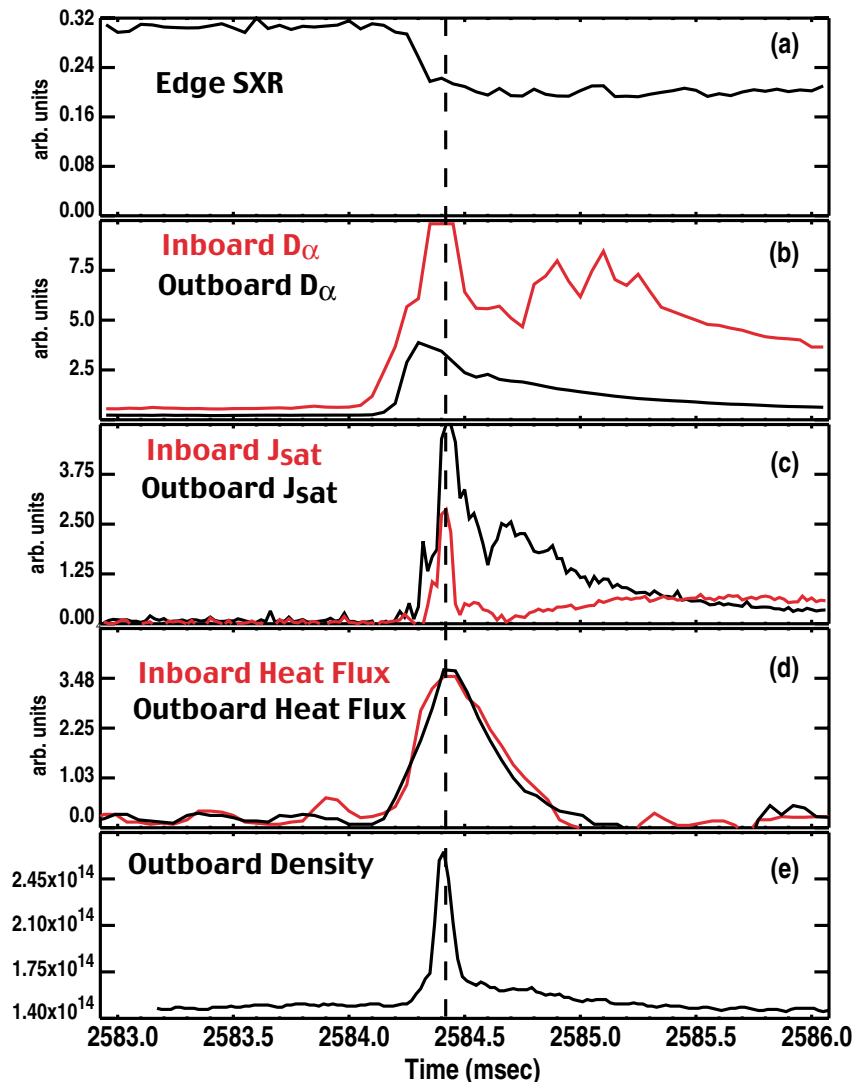 0.32
0.24
0.16
0.08
0.00
arb. units
Edge SXR
(a)
7.5
5.0
2.5
arb. units
Inboard Dα
Outboard Dα
(b)
3.75
2.50
1.25
0.00
arb. units
Inboard Jsat
Outboard Jsat
(c)
3.48
2.25
1.03
0.0
arb. units
Inboard Heat Flux
Outboard Heat Flux
(d)
2.45x10^14
2.10x10^14
1.75x10^14
1.40x10^14
Outboard Density
(e)
2583.0 2583.5 2584.0 2584.5 2585.0 2585.5 2586.0
Time (msec)